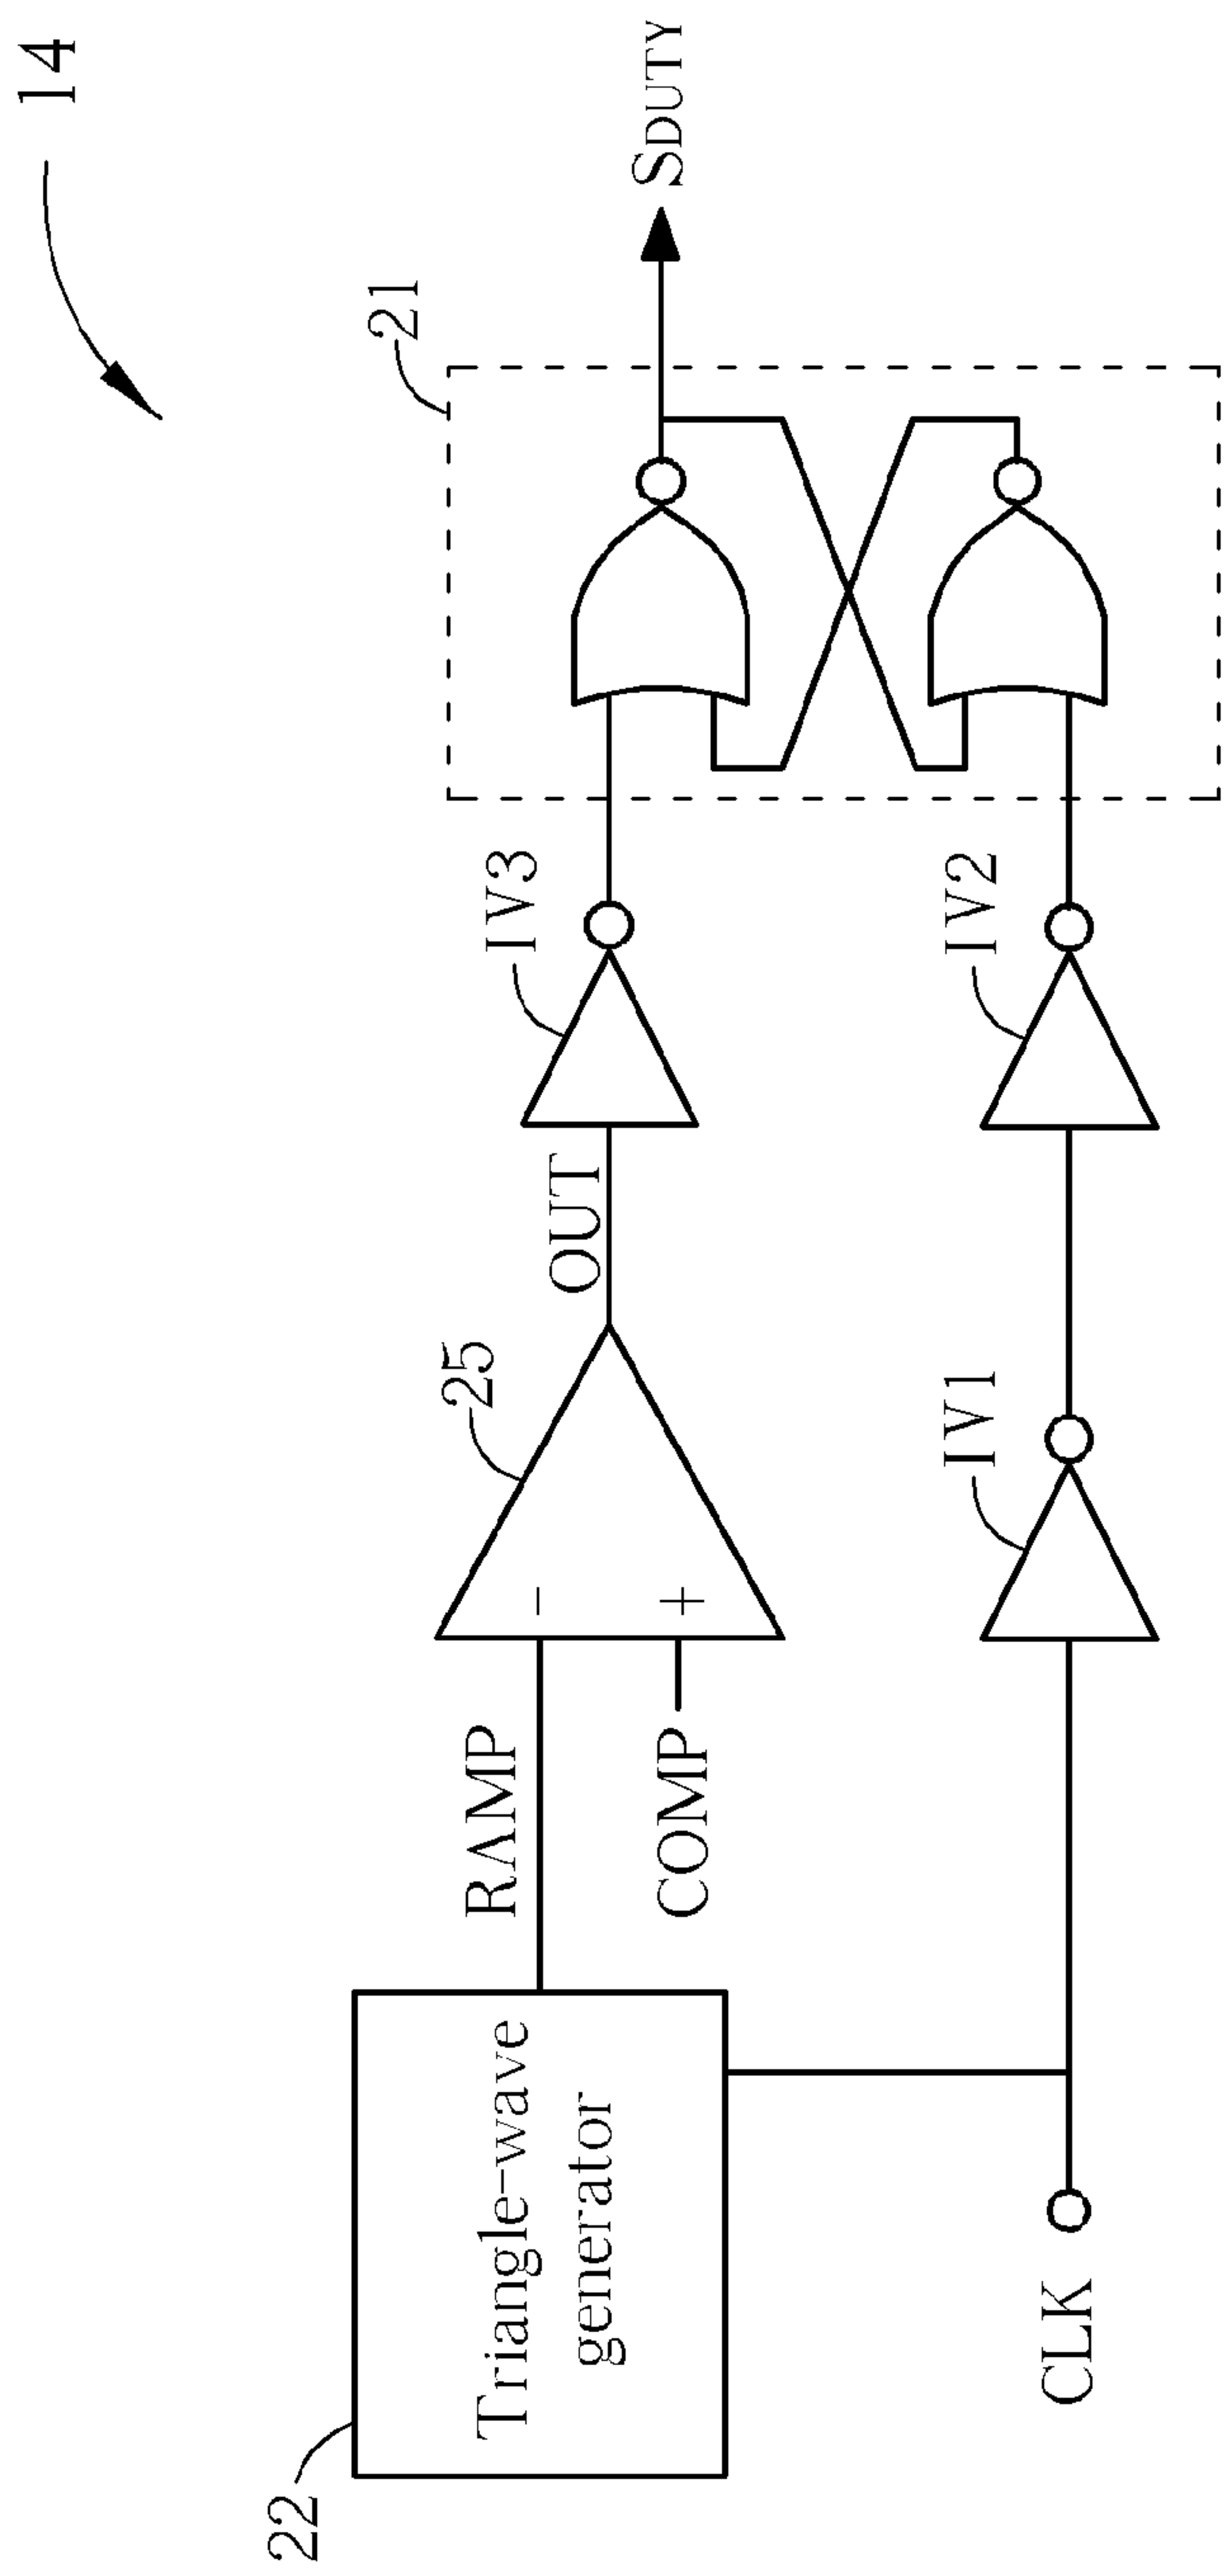 14
22
Triangle-wave
generator
RAMP
COMP
25
OUT
IV3
21
SDUTY
CLK
IV1
IV2
-
+